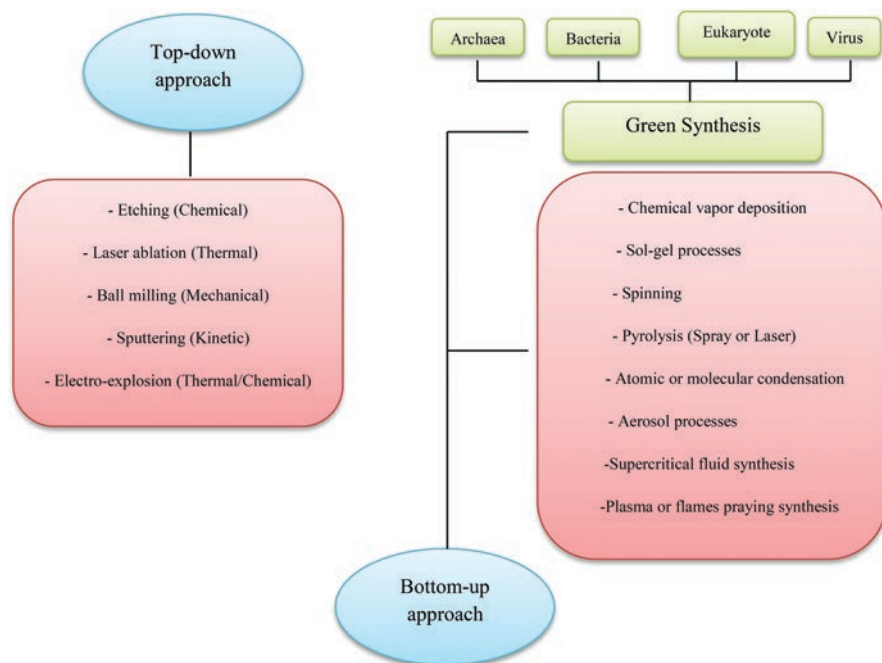 Top-down
approach
- Etching (Chemical)
- Laser ablation (Thermal)
- Ball milling (Mechanical)
- Sputtering (Kinetic)
- Electro-explosion (Thermal/Chemical)
Archaea
Bacteria
Eukaryote
Virus
Green Synthesis
- Chemical vapor deposition
- Sol-gel processes
- Spinning
- Pyrolysis (Spray or Laser)
- Atomic or molecular condensation
- Aerosol processes
-Supercritical fluid synthesis
-Plasma or flames praying synthesis
Bottom-up
approach